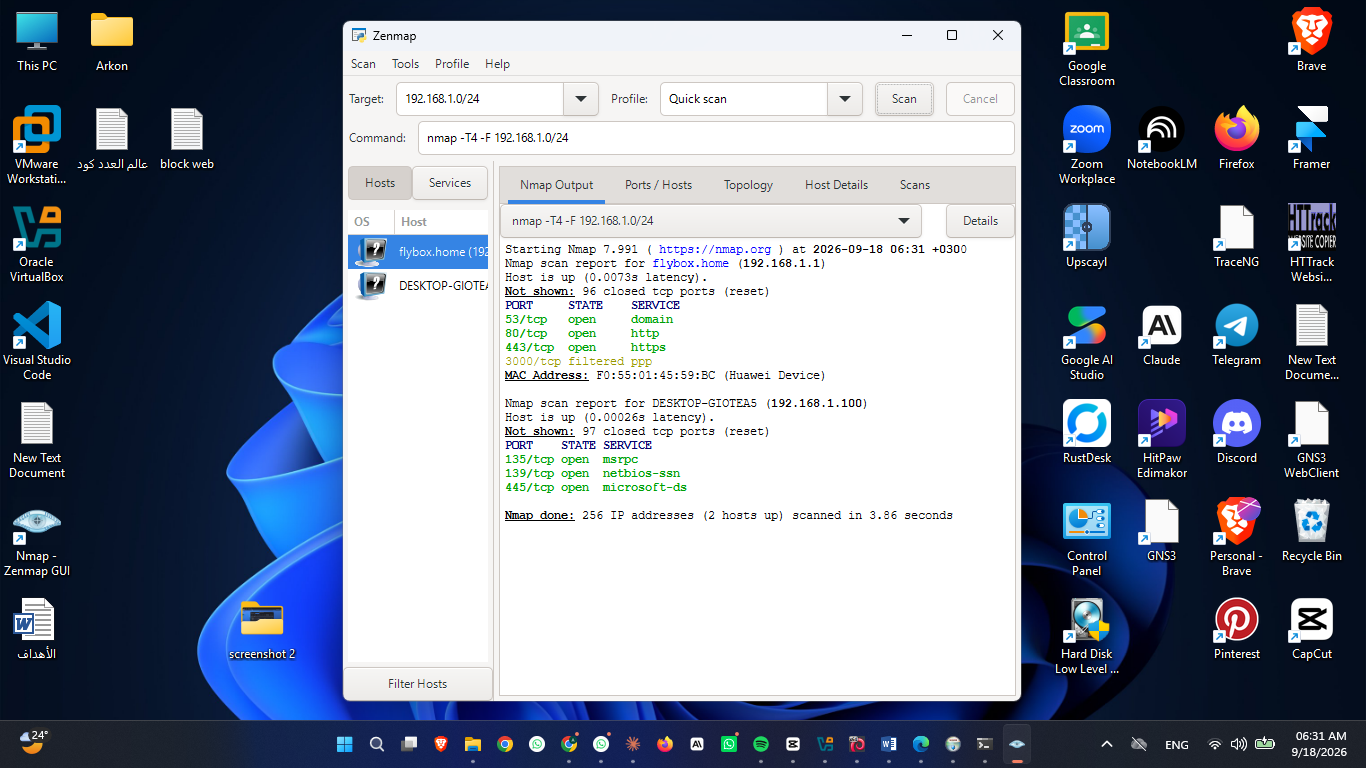 This PC
Arkon
VMware Workstati...
عالم العدد كود
block web
Oracle VirtualBox
Visual Studio Code
New Text Document
Nmap - Zenmap GUI
الأهداف
screenshot 2
Zenmap
Scan Tools Profile Help
Target: 192.168.1.0/24 Profile: Quick scan Scan Cancel
Command: nmap -T4 -F 192.168.1.0/24
Hosts Services
OS Host
flybox.home (192
DESKTOP-GIOTEA
Filter Hosts
Nmap Output Ports / Hosts Topology Host Details Scans
nmap -T4 -F 192.168.1.0/24 Details
Starting Nmap 7.991 ( https://nmap.org ) at 2026-09-18 06:31 +0300
Nmap scan report for flybox.home (192.168.1.1)
Host is up (0.0073s latency).
Not shown: 96 closed tcp ports (reset)
PORT STATE SERVICE
53/tcp open domain
80/tcp open http
443/tcp open https
3000/tcp filtered ppp
MAC Address: F0:55:01:45:59:BC (Huawei Device)
Nmap scan report for DESKTOP-GIOTEA5 (192.168.1.100)
Host is up (0.00026s latency).
Not shown: 97 closed tcp ports (reset)
PORT STATE SERVICE
135/tcp open msrpc
139/tcp open netbios-ssn
445/tcp open microsoft-ds
Nmap done: 256 IP addresses (2 hosts up) scanned in 3.86 seconds
Google Classroom
Brave
zoom
Zoom Workplace
NotebookLM
Firefox
Framer
Upscayl
TraceNG
HTTrack
WEBSITE COPIER
HTTrack Websi...
Google AI Studio
Claude
Telegram
New Text Docume...
RustDesk
HitPaw Edimakor
Discord
GNS3 WebClient
Control Panel
GNS3
Personal - Brave
Recycle Bin
Hard Disk Low Level ...
Pinterest
CapCut
24°
ENG
06:31 AM
9/18/2026